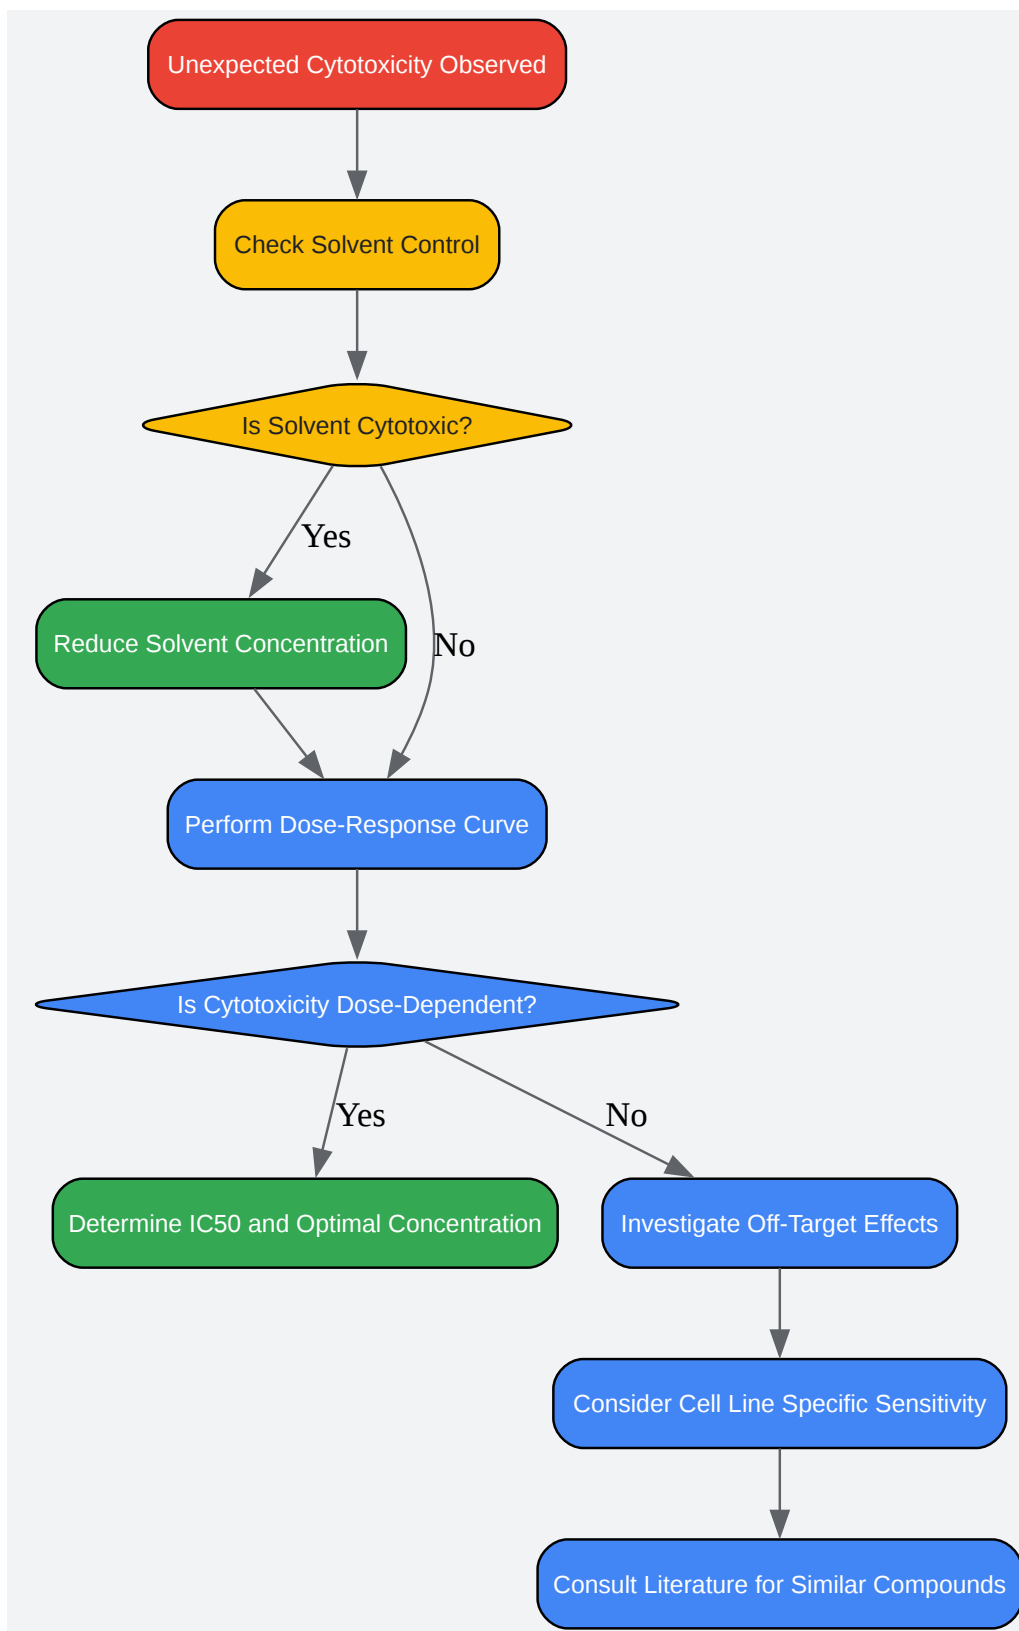 Unexpected Cytotoxicity Observed
Check Solvent Control
Is Solvent Cytotoxic?
Yes
Reduce Solvent Concentration
No
Perform Dose-Response Curve
Is Cytotoxicity Dose-Dependent?
Yes
No
Determine IC50 and Optimal Concentration
Investigate Off-Target Effects
Consider Cell Line Specific Sensitivity
Consult Literature for Similar Compounds